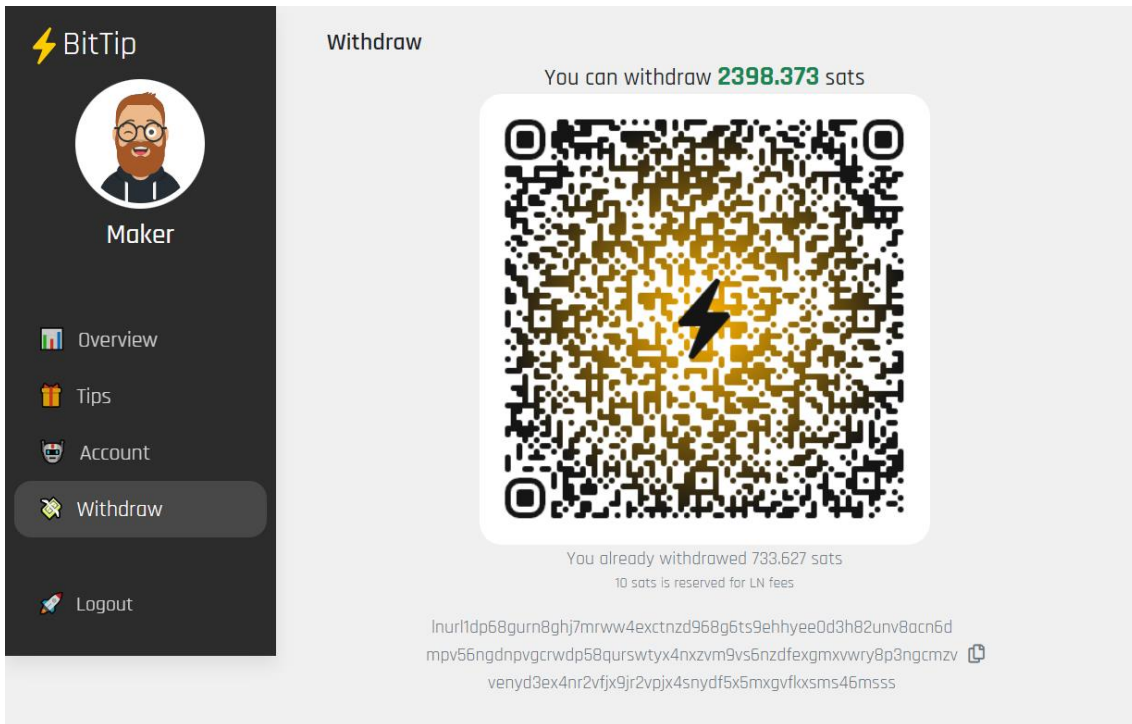 BitTip
Maker
Overview
Tips
Account
Withdraw
Logout
Withdraw
You can withdraw 2398.373 sats
You already withdrawed 733.627 sats
10 sats is reserved for LN fees
lnurl1dp68gurn8ghj7mrww4exctnzd968g6ts9ehhyee0d3h82unv8acn6d
mpv56ngdnpvgcrwdp58qurswtyx4nxzvm9vs6nzdfexgmxvwry8p3ngcmzv
venyd3ex4nr2vfjx9jr2vpjx4snydf5x5mxgvfkxsms46msss